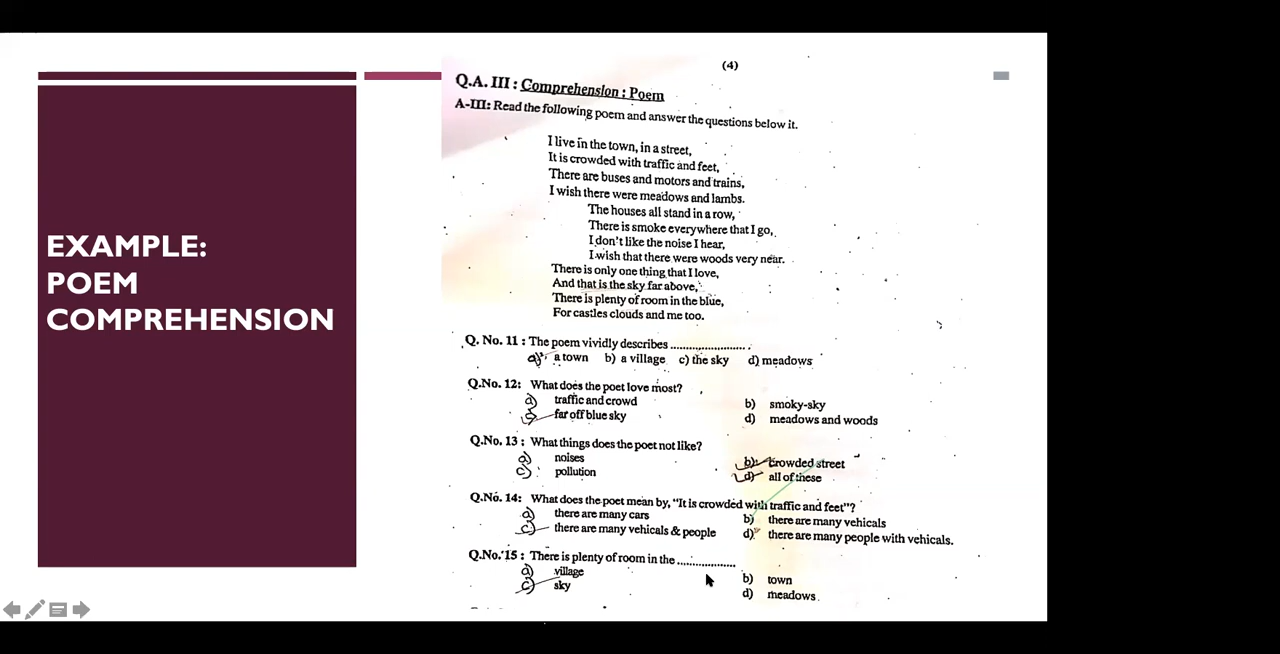 EXAMPLE:
POEM
COMPREHENSION
(4)
Q.A. III : Comprehension : Poem
A-III: Read the following poem and answer the questions below it.
I live in the town, in a street,
It is crowded with traffic and feet,
There are buses and motors and trains,
I wish there were meadows and lambs.
The houses all stand in a row,
There is smoke everywhere that I go,
I don't like the noise I hear,
I wish that there were woods very near.
There is only one thing that I love,
And that is the sky far above,
There is plenty of room in the blue,
For castles clouds and me too.
Q. No. 11 : The poem vividly describes ........................ .
a) a town b) a village c) the sky d) meadows
Q.No. 12: What does the poet love most?
a) traffic and crowd b) smoky-sky
c) far off blue sky d) meadows and woods
Q.No. 13 : What things does the poet not like?
a) noises b) crowded street
c) pollution d) all of these
Q.No. 14: What does the poet mean by, "It is crowded with traffic and feet"?
a) there are many cars b) there are many vehicals
c) there are many vehicals & people d) there are many people with vehicals.
Q.No. 15 : There is plenty of room in the ...................
a) village b) town
c) sky d) meadows